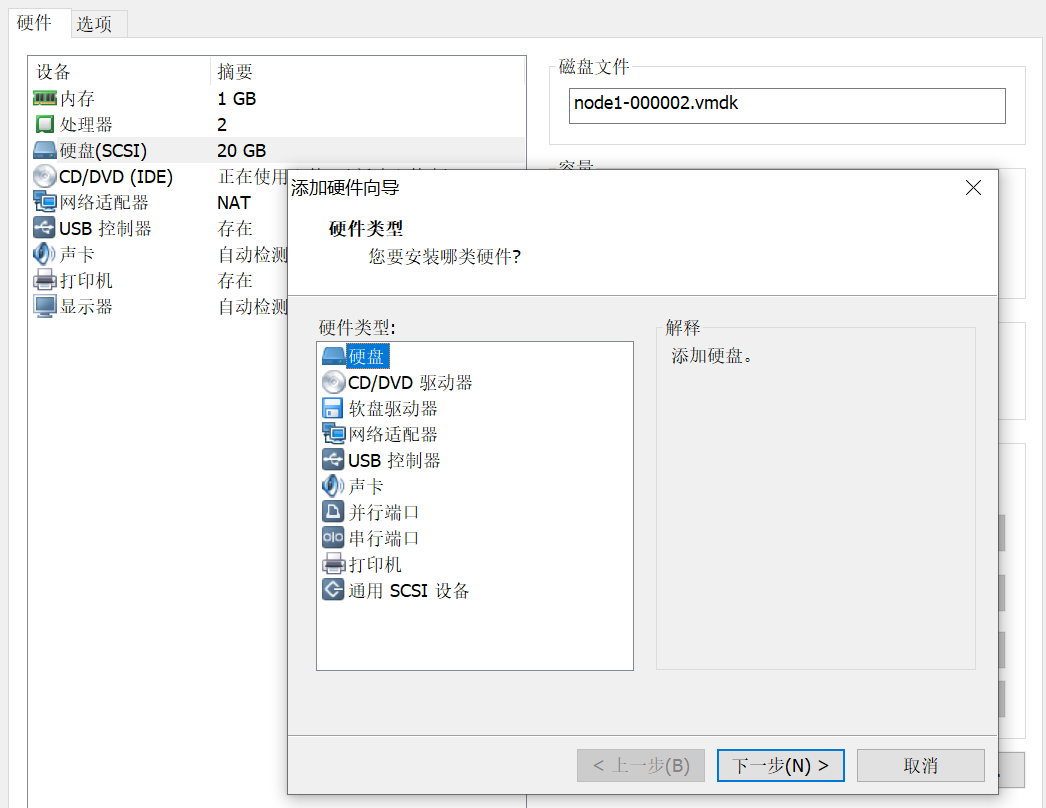 硬件 选项
设备 摘要
内存 1 GB
处理器 2
硬盘(SCSI) 20 GB
CD/DVD (IDE) 正在使用
网络适配器 NAT
USB 控制器 存在
声卡 自动检测
打印机 存在
显示器 自动检测
磁盘文件
node1-000002.vmdk
容量
添加硬件向导
硬件类型
您要安装哪类硬件?
硬件类型:
硬盘
CD/DVD 驱动器
软盘驱动器
网络适配器
USB 控制器
声卡
并行端口
串行端口
打印机
通用 SCSI 设备
解释
添加硬盘。
< 上一步(B) 下一步(N) > 取消